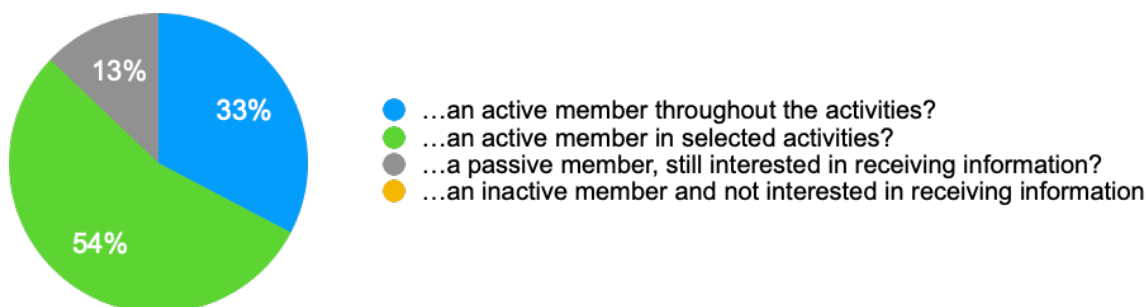 13%
33%
54%
…an active member throughout the activities?
…an active member in selected activities?
…a passive member, still interested in receiving information?
…an inactive member and not interested in receiving information